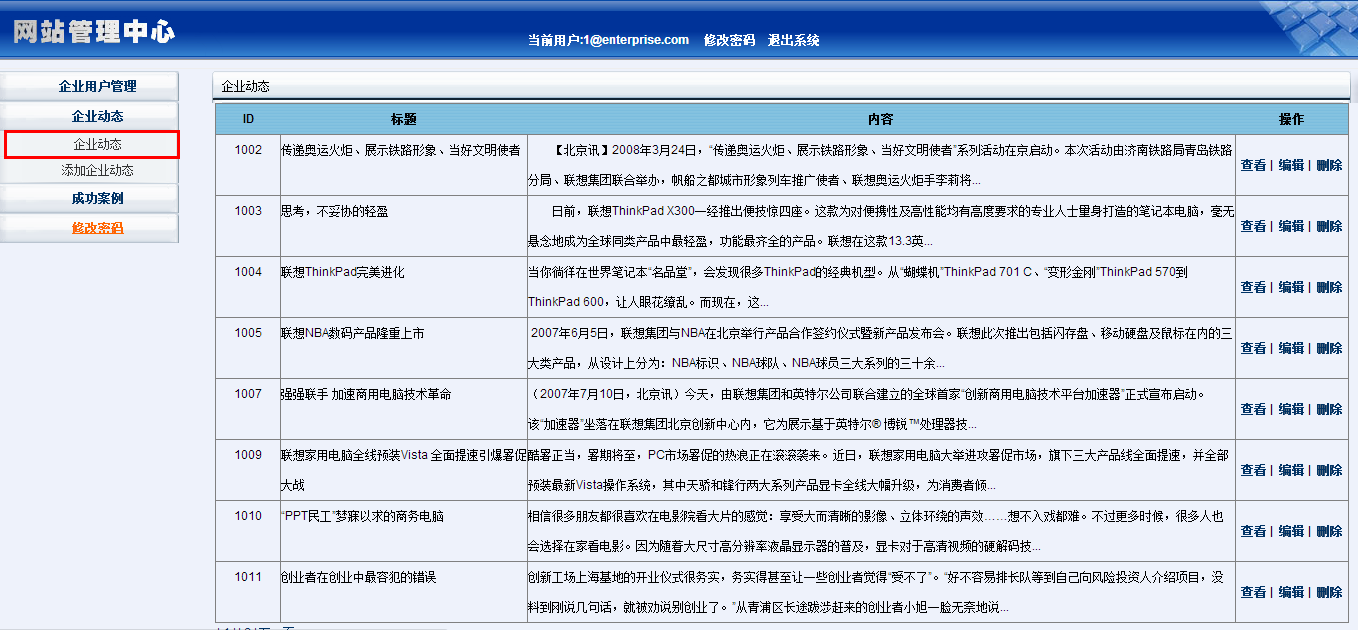 网站管理中心
当前用户:1@enterprise.com 修改密码 退出系统
企业用户管理
企业动态
企业动态
添加企业动态
成功案例
修改密码
企业动态
ID 标题 内容 操作
1002 传递奥运火炬、展示铁路形象、当好文明使者 【北京讯】2008年3月24日，“传递奥运火炬、展示铁路形象、当好文明使者”系列活动在京启动。本次活动由济南铁路局青岛铁路
分局、联想集团联合举办，帆船之都城市形象列车推广使者、联想奥运火炬手李莉将... 查看 | 编辑 | 删除
1003 思考，不妥协的轻盈 日前，联想ThinkPad X300一经推出便技惊四座。这款为对便携性及高性能均有高度要求的专业人士量身打造的笔记本电脑，毫无
悬念地成为全球同类产品中最轻盈，功能最齐全的产品。联想在这款13.3英... 查看 | 编辑 | 删除
1004 联想ThinkPad完美进化 当你徜徉在世界笔记本“名品堂”，会发现很多ThinkPad的经典机型。从“蝴蝶机”ThinkPad 701 C、“变形金刚”ThinkPad 570到
ThinkPad 600，让人眼花缭乱。而现在，这... 查看 | 编辑 | 删除
1005 联想NBA数码产品隆重上市 2007年6月5日，联想集团与NBA在北京举行产品合作签约仪式暨新产品发布会。联想此次推出包括闪存盘、移动硬盘及鼠标在内的三
大类产品，从设计上分为：NBA标识、NBA球队、NBA球员三大系列的三十余... 查看 | 编辑 | 删除
1007 强强联手 加速商用电脑技术革命 （2007年7月10日，北京讯）今天，由联想集团和英特尔公司联合建立的全球首家“创新商用电脑技术平台加速器”正式宣布启动。
该“加速器”坐落在联想集团北京创新中心内，它为展示基于英特尔® 博锐™处理器技... 查看 | 编辑 | 删除
1009 联想家用电脑全线预装Vista 全面提速引爆署促 酷署正当，暑期将至，PC市场署促的热浪正在滚滚袭来。近日，联想家用电脑大举进攻署促市场，旗下三大产品线全面提速，并全部
大战 预装最新Vista操作系统，其中天骄和锋行两大系列产品显卡全线大幅升级，为消费者倾... 查看 | 编辑 | 删除
1010 “PPT民工”梦寐以求的商务电脑 相信很多朋友都很喜欢在电影院看大片的感觉：享受大而清晰的影像、立体环绕的声效……想不入戏都难。不过更多时候，很多人也
会选择在家看电影。因为随着大尺寸高分辨率液晶显示器的普及，显卡对于高清视频的硬解码技... 查看 | 编辑 | 删除
1011 创业者在创业中最容犯的错误 创新工场上海基地的开业仪式很务实，务实得甚至让一些创业者觉得“受不了”。“好不容易排长队等到自己向风险投资人介绍项目，没
料到刚说几句话，就被劝说别创业了。”从青浦区长途跋涉赶来的创业者小旭一脸无奈地说... 查看 | 编辑 | 删除